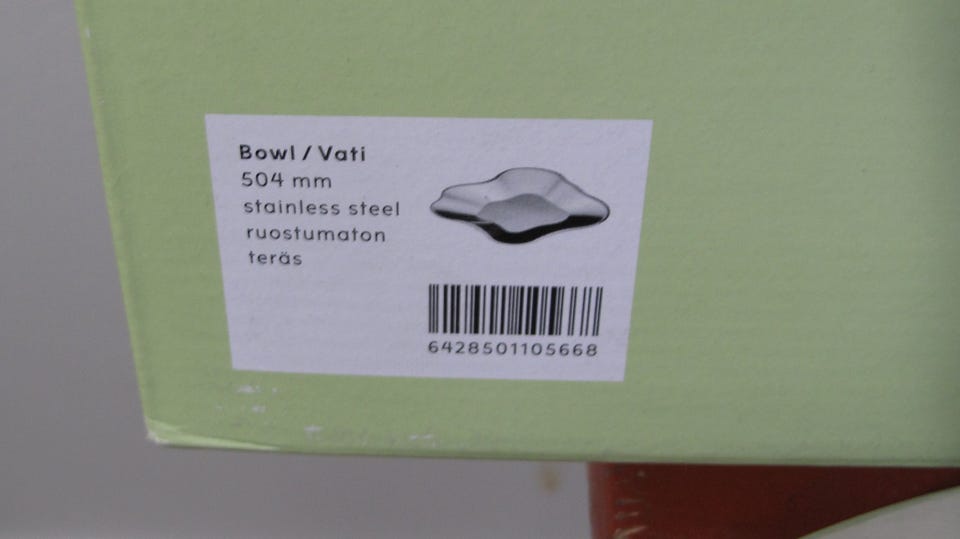 Bowl / Vati
504 mm
stainless steel
ruostumaton
teräs
6428501105668